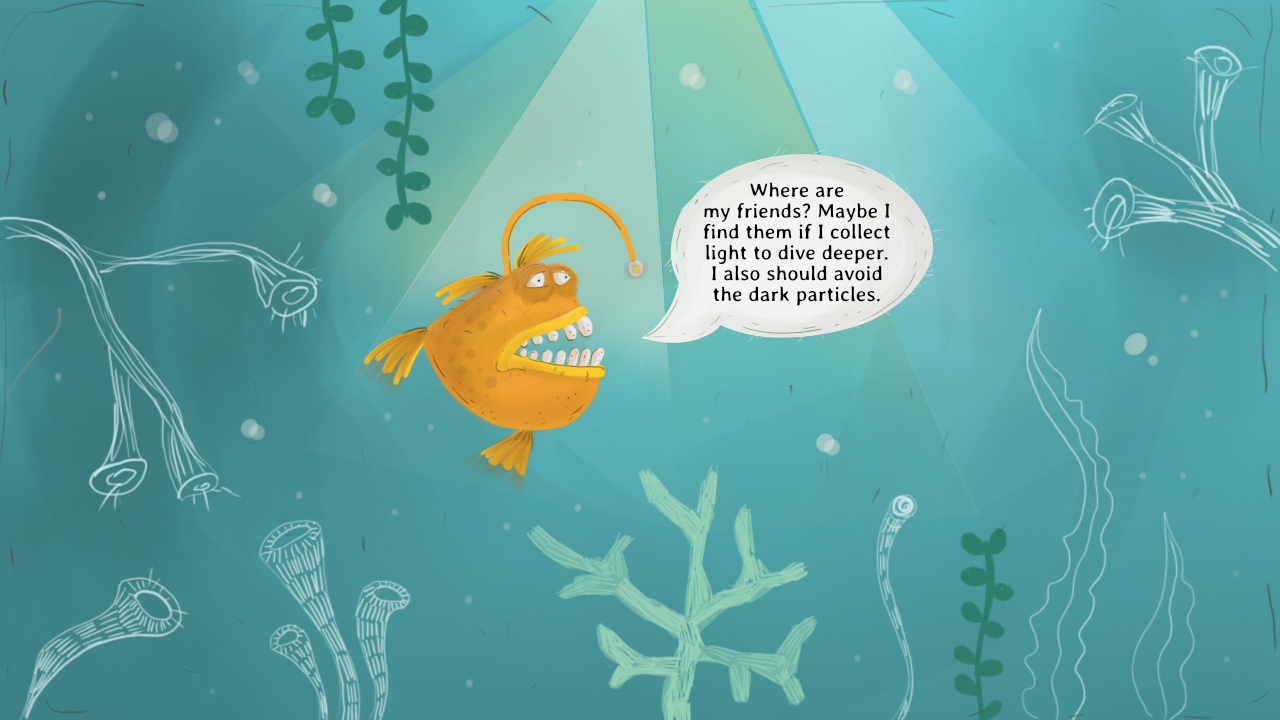 Where are
my friends? Maybe I
find them if I collect
light to dive deeper.
I also should avoid
the dark particles.